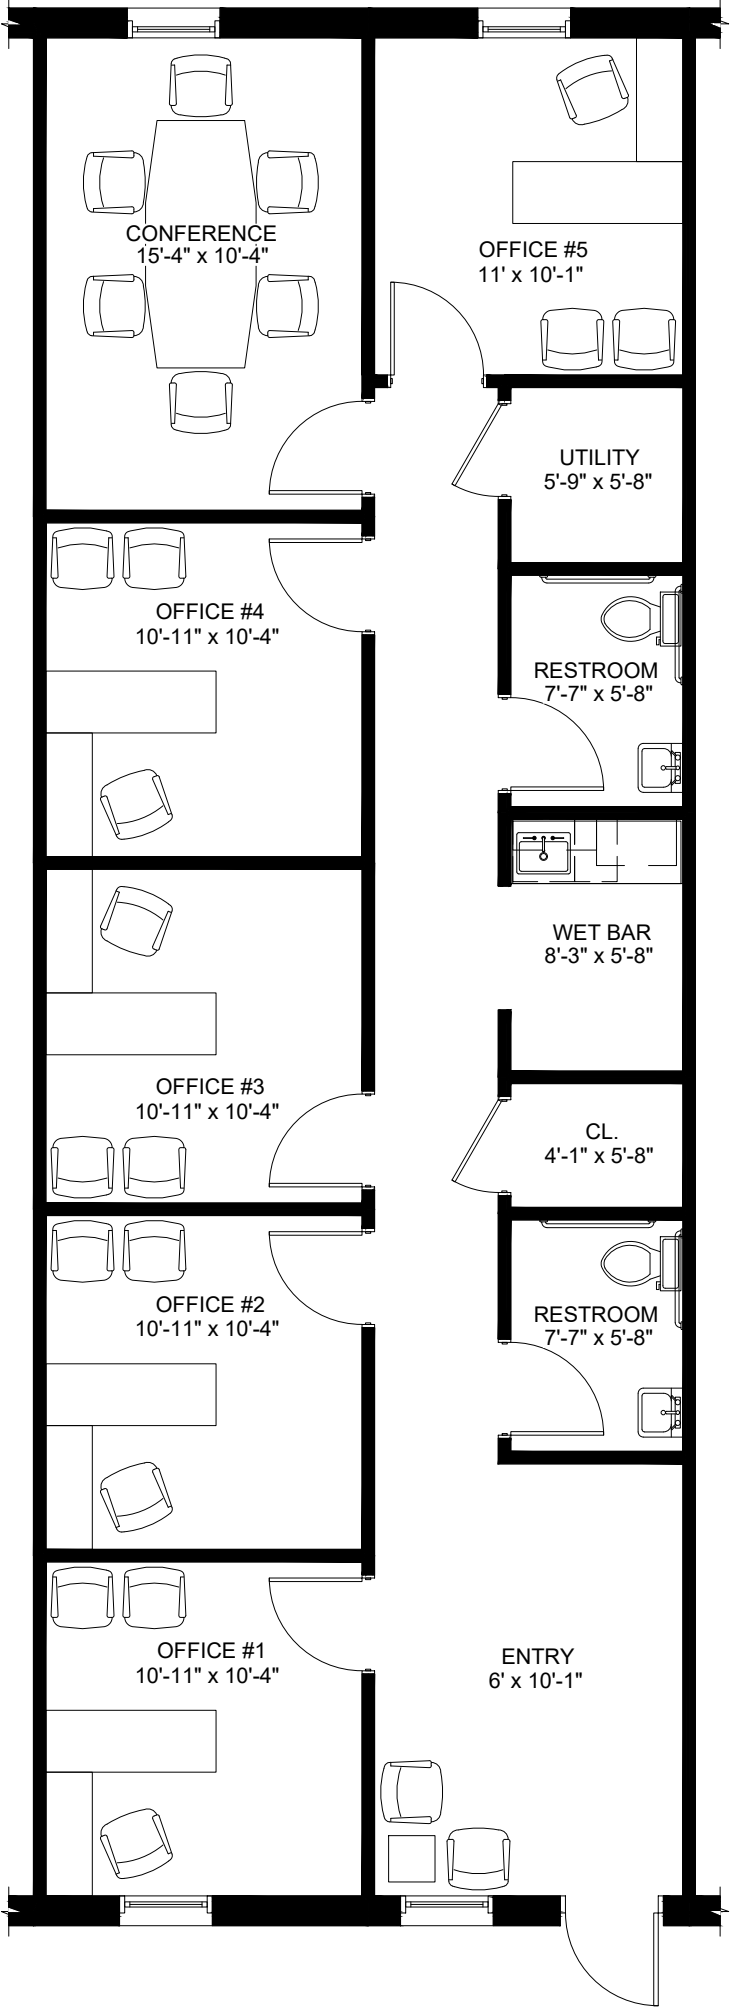 CONFERENCE
15'-4" x 10'-4"
OFFICE #5
11' x 10'-1"
UTILITY
5'-9" x 5'-8"
OFFICE #4
10'-11" x 10'-4"
RESTROOM
7'-7" x 5'-8"
WET BAR
8'-3" x 5'-8"
OFFICE #3
10'-11" x 10'-4"
CL.
4'-1" x 5'-8"
OFFICE #2
10'-11" x 10'-4"
RESTROOM
7'-7" x 5'-8"
OFFICE #1
10'-11" x 10'-4"
ENTRY
6' x 10'-1"